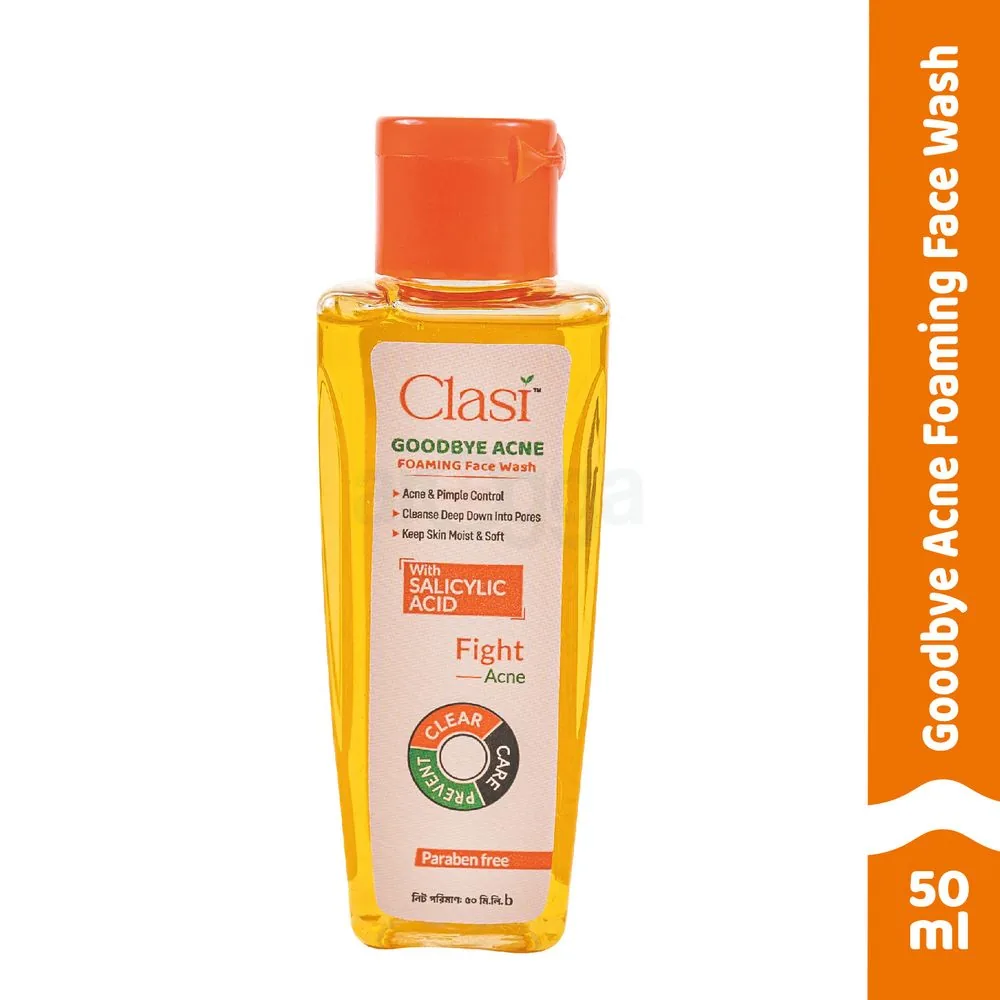 Clasi™
GOODBYE ACNE
FOAMING Face Wash
Acne & Pimple Control
Cleanse Deep Down Into Pores
Keep Skin Moist & Soft
With
SALICYLIC
ACID
Fight
Acne
CLEAR
CARE
PREVENT
Paraben free
নিট পরিমাণ: ৫০ মি.লি.b
Goodbye Acne Foaming Face Wash
50
ml